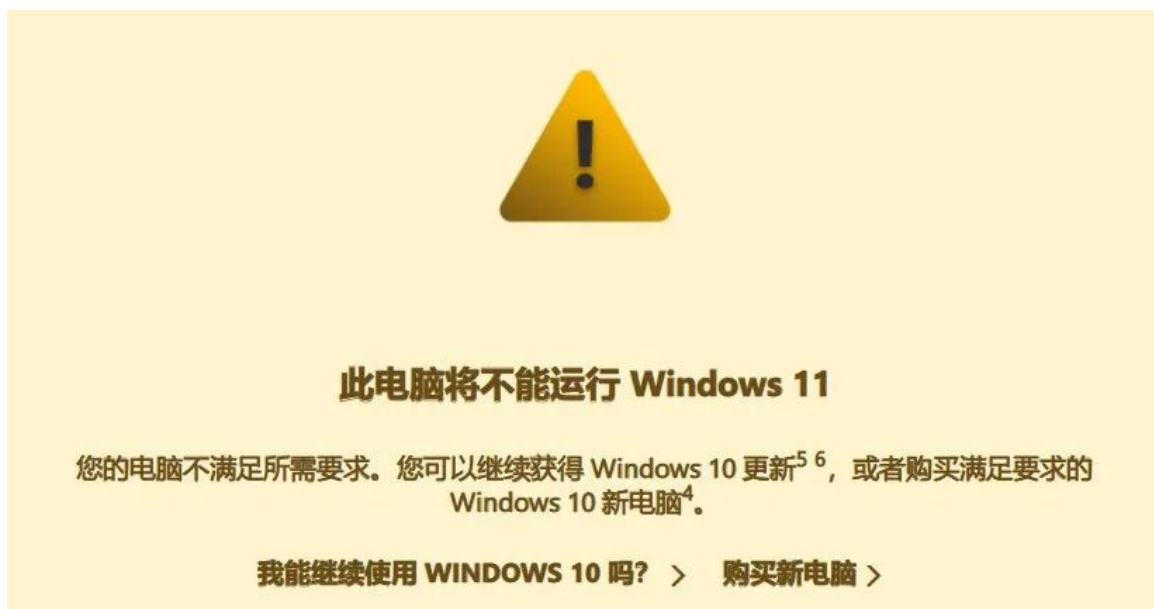 此电脑将不能运行 Windows 11
您的电脑不满足所需要求。您可以继续获得 Windows 10 更新⁵ ⁶，或者购买满足要求的
Windows 10 新电脑⁴。
我能继续使用 WINDOWS 10 吗？ > 购买新电脑 >